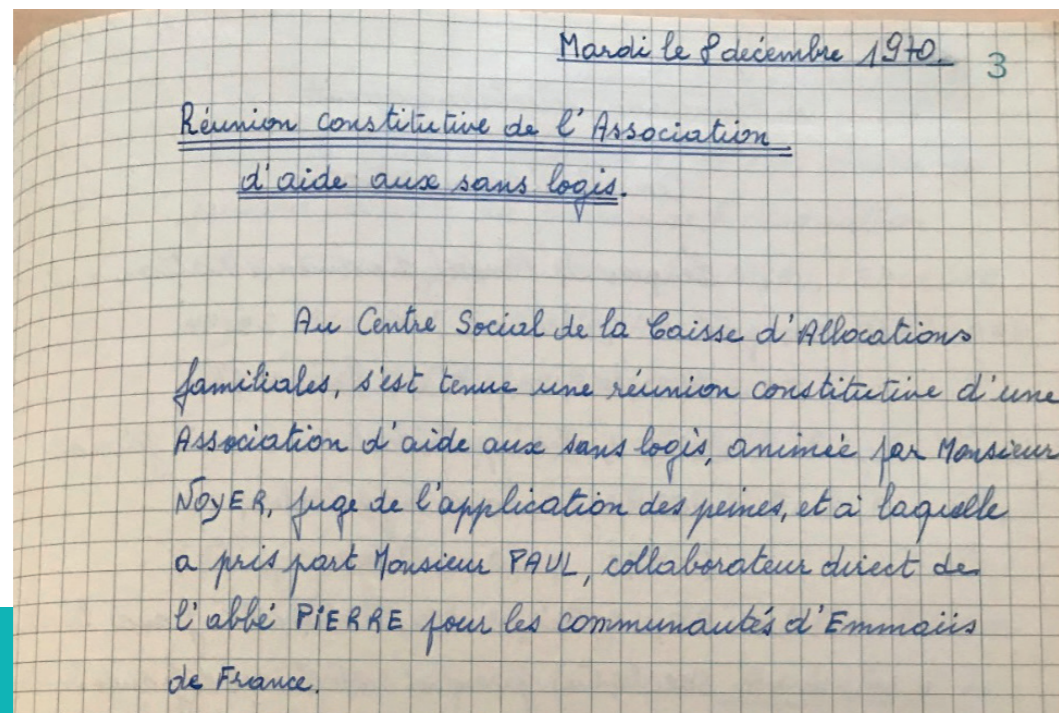 Mardi le 8 décembre 1970.
3
Réunion constitutive de l'Association
d'aide aux sans logis.
Au Centre Social de la Caisse d'Allocations
familiales, s'est tenue une réunion constitutive d'une
Association d'aide aux sans logis, animée par Monsieur
NOYER, juge de l'application des peines, et à laquelle
a pris part Monsieur PAUL, collaborateur direct de
l'abbé PIERRE pour les communautés d'Emmaüs
de France.